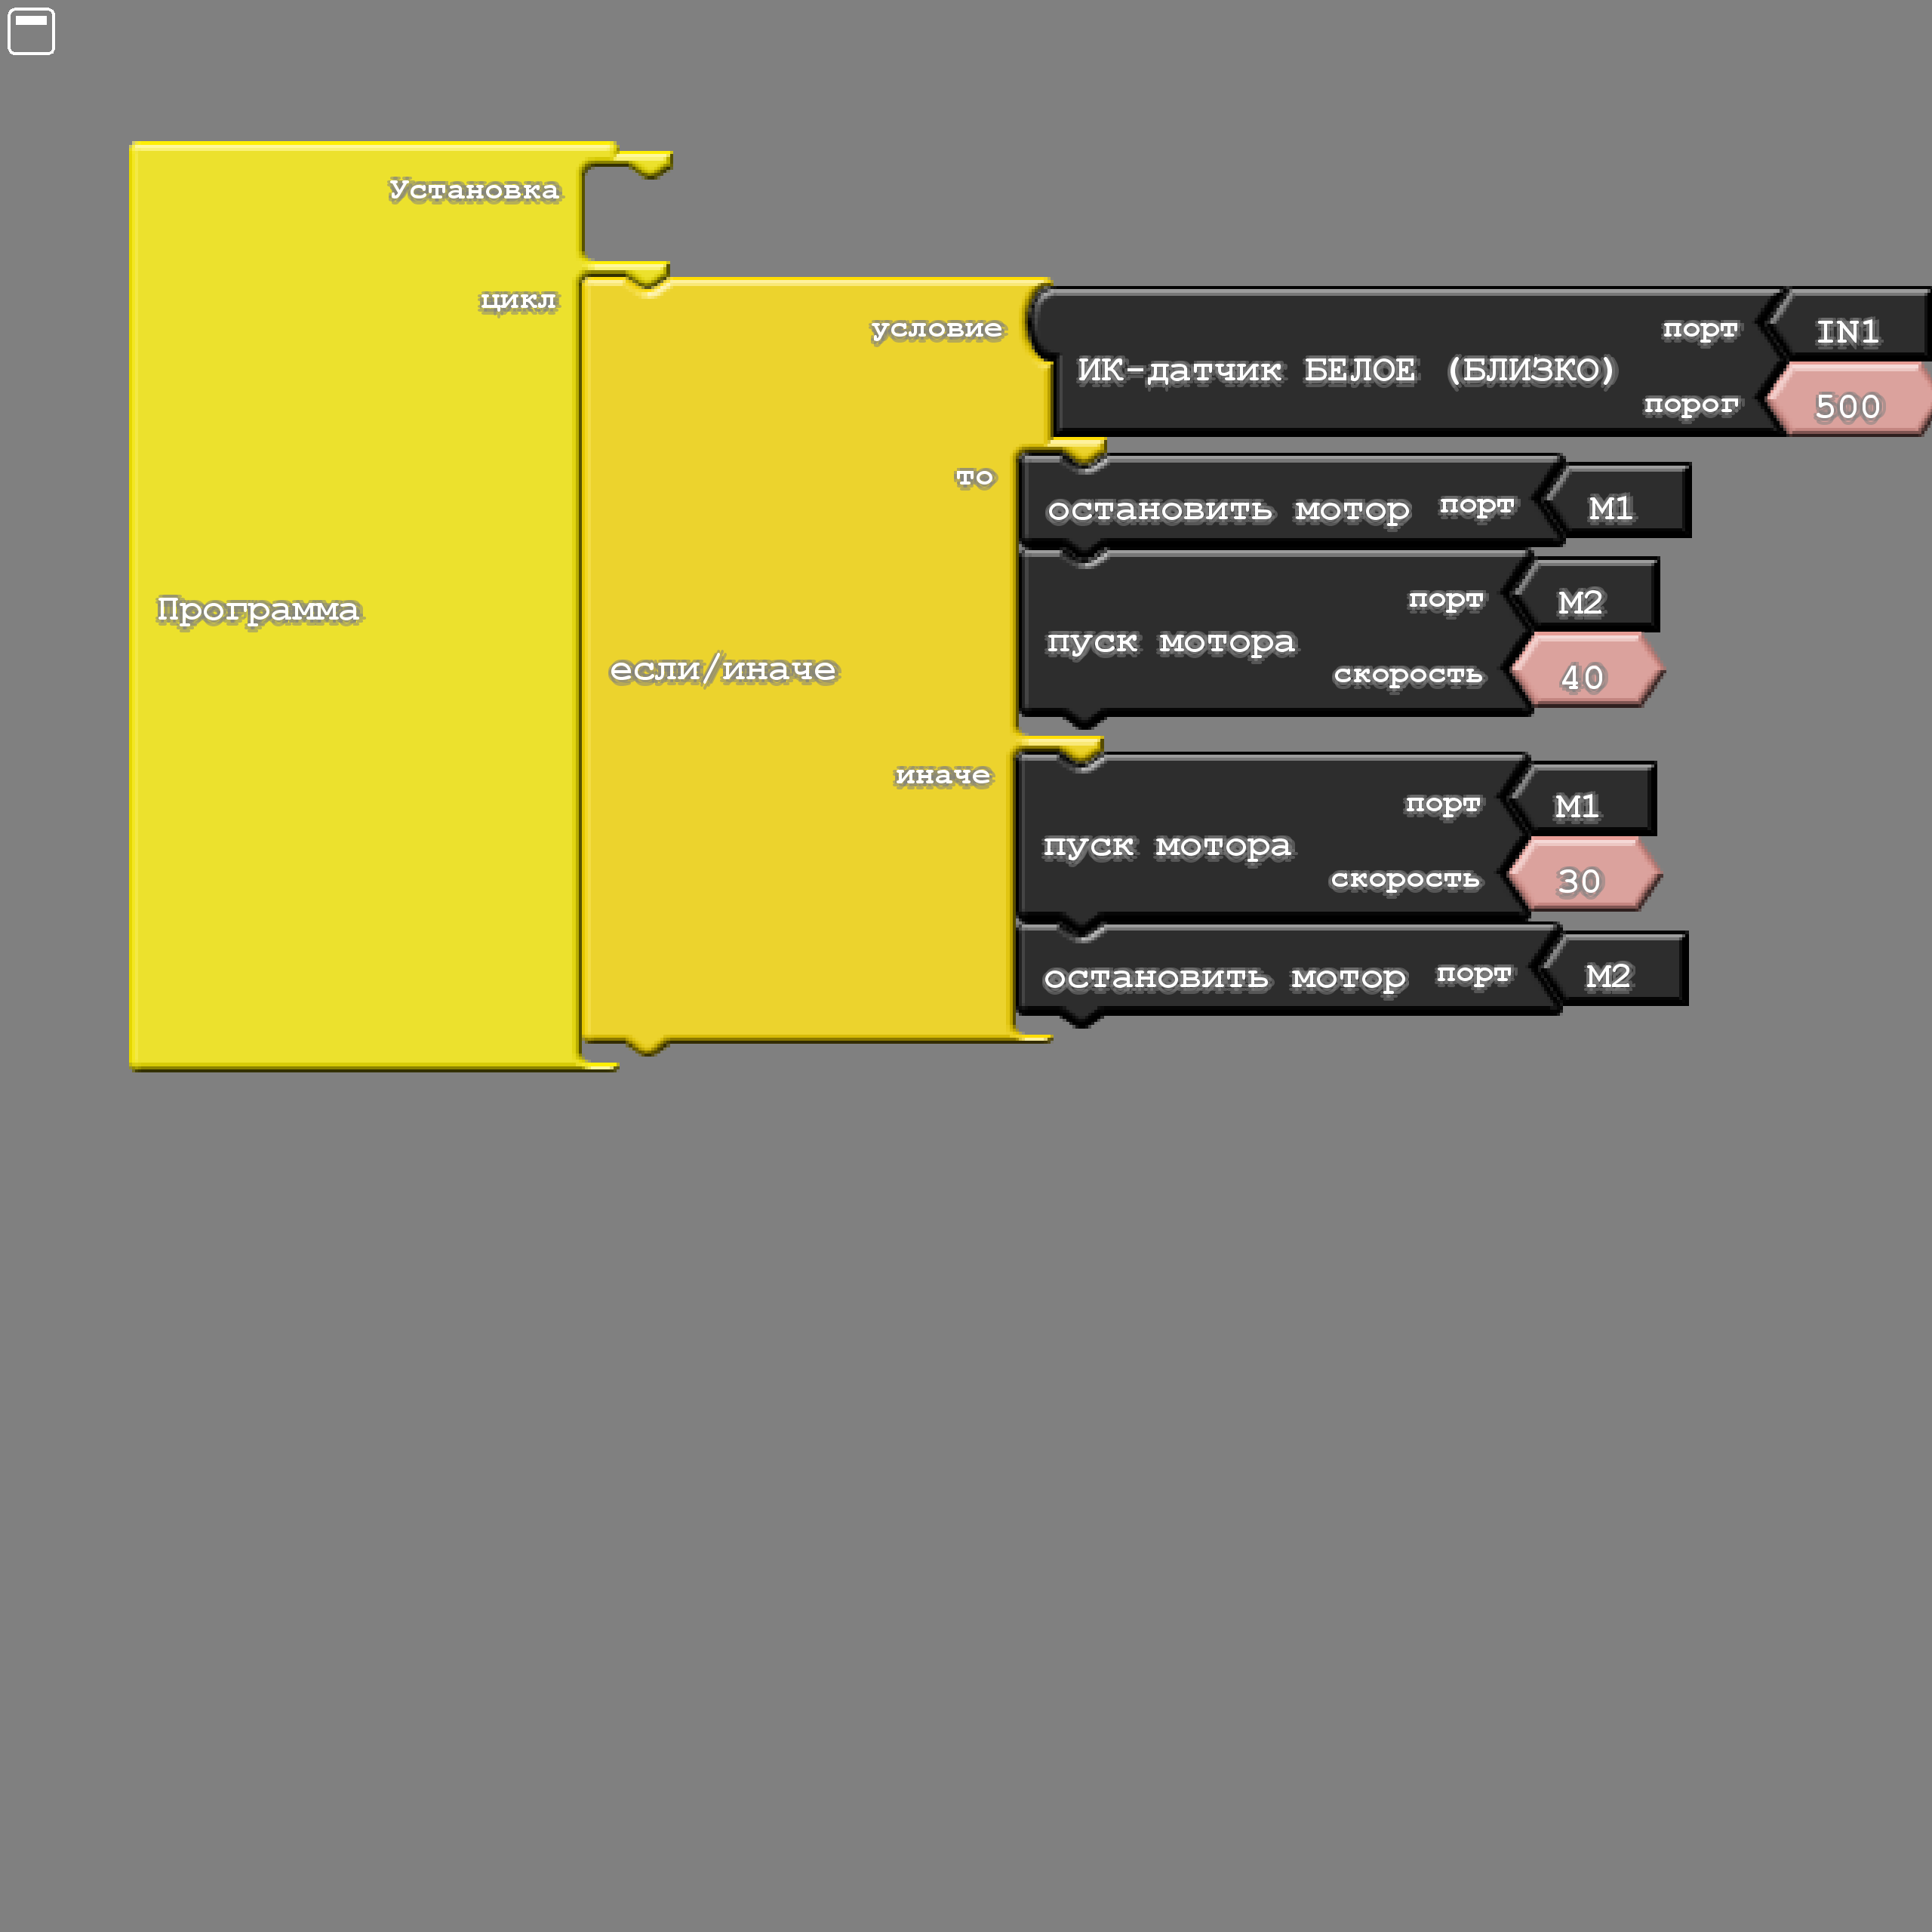 Установка
цикл
условие
порт IN1
ИК-датчик БЕЛОЕ (БЛИЗКО)
порог 500
то
остановить мотор порт M1
порт M2
Программа
пуск мотора
если/иначе
скорость 40
иначе
порт M1
пуск мотора
скорость 30
остановить мотор порт M2